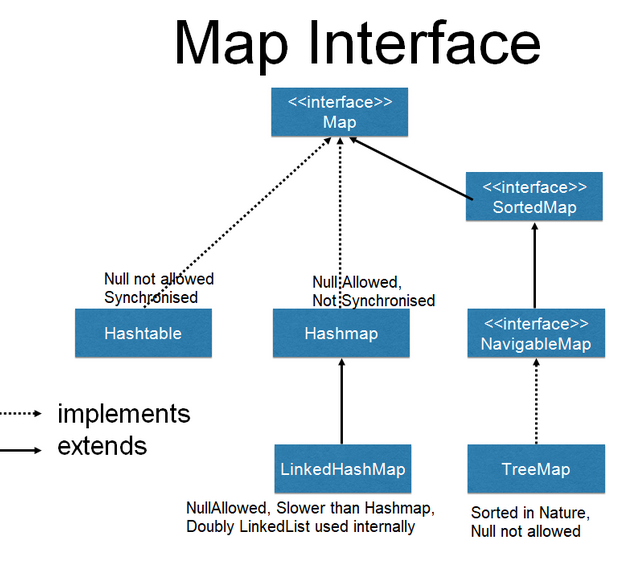 Map Interface
<<interface>>
Map
<<interface>>
SortedMap
Null not allowed
Synchronised
Null Allowed,
Not Synchronised
Hashtable
Hashmap
<<interface>>
NavigableMap
implements
extends
LinkedHashMap
TreeMap
NullAllowed, Slower than Hashmap,
Doubly LinkedList used internally
Sorted in Nature,
Null not allowed